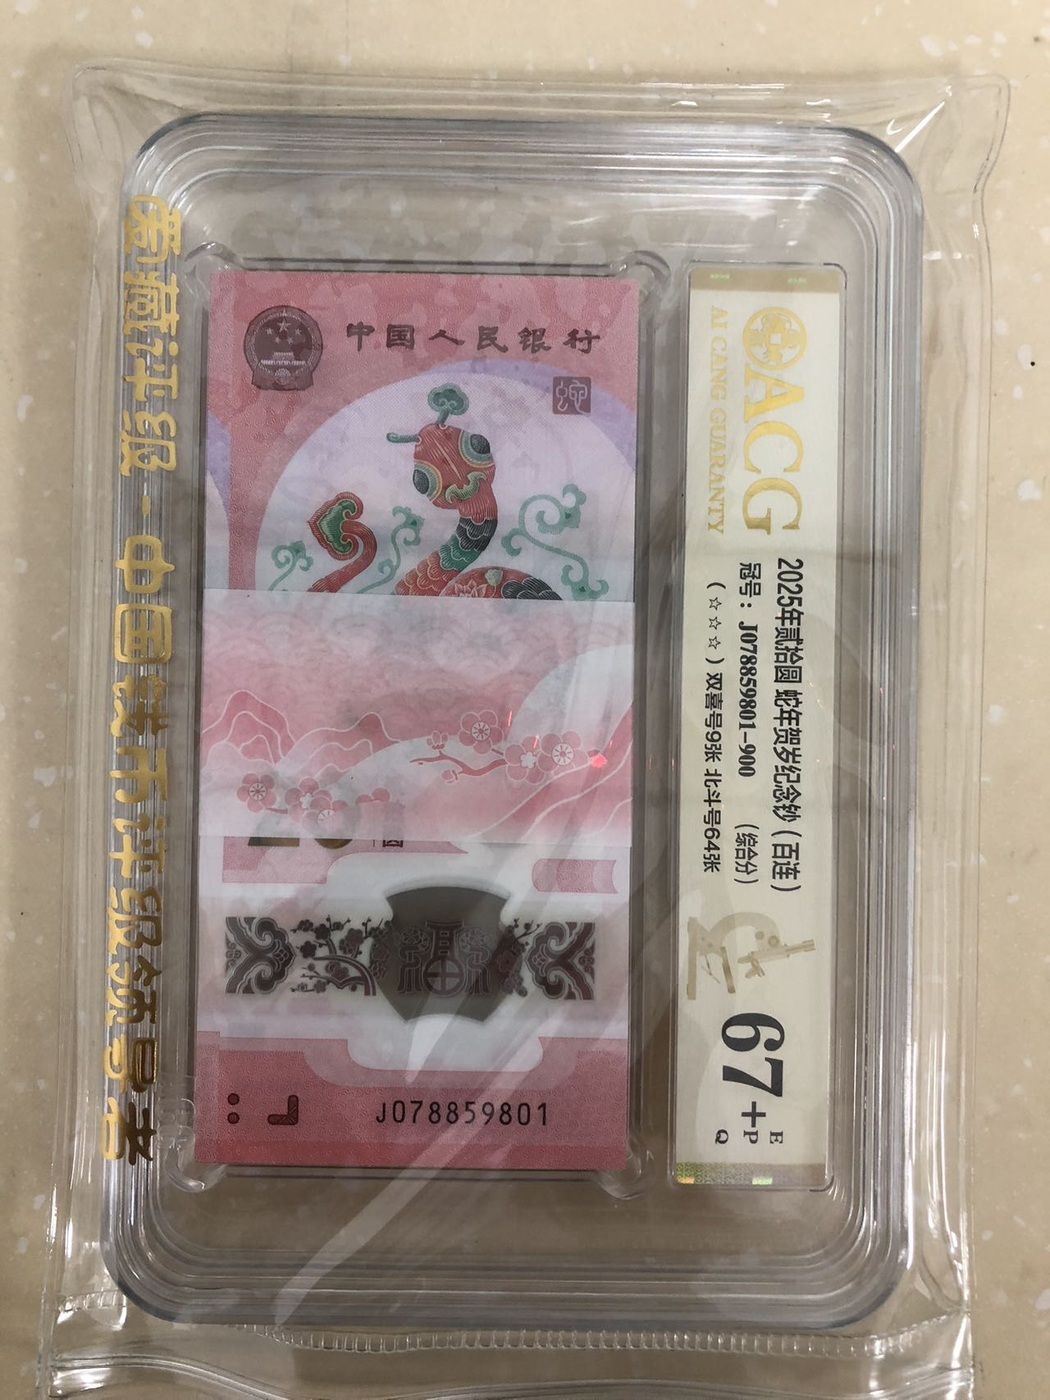 爱藏评级-中国钱币评级领导者
中国人民银行
J078859801
ACG
AI CANG GUARANTY
2025年贰拾圆 蛇年贺岁纪念钞（百连）
冠号：J078859801-900 （综合分）
（☆☆☆）双喜号9张 北斗号64张
67+
E
P
Q